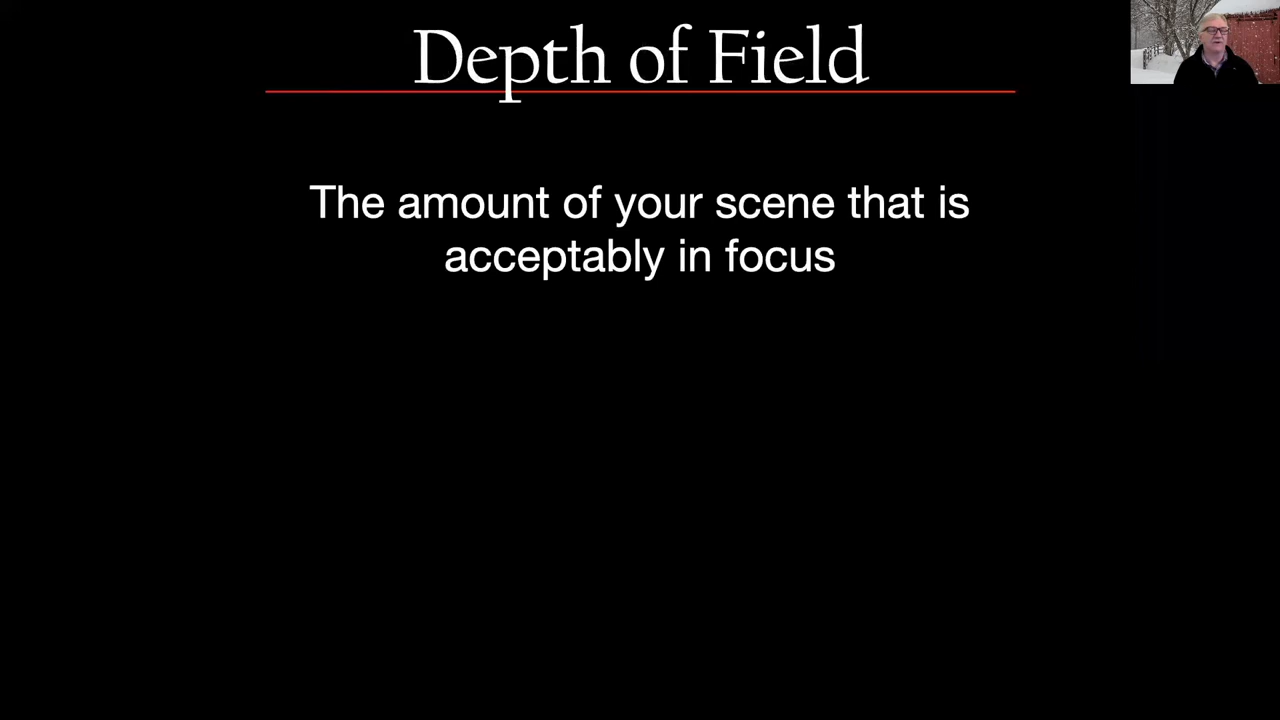 Depth of Field
The amount of your scene that is
acceptably in focus